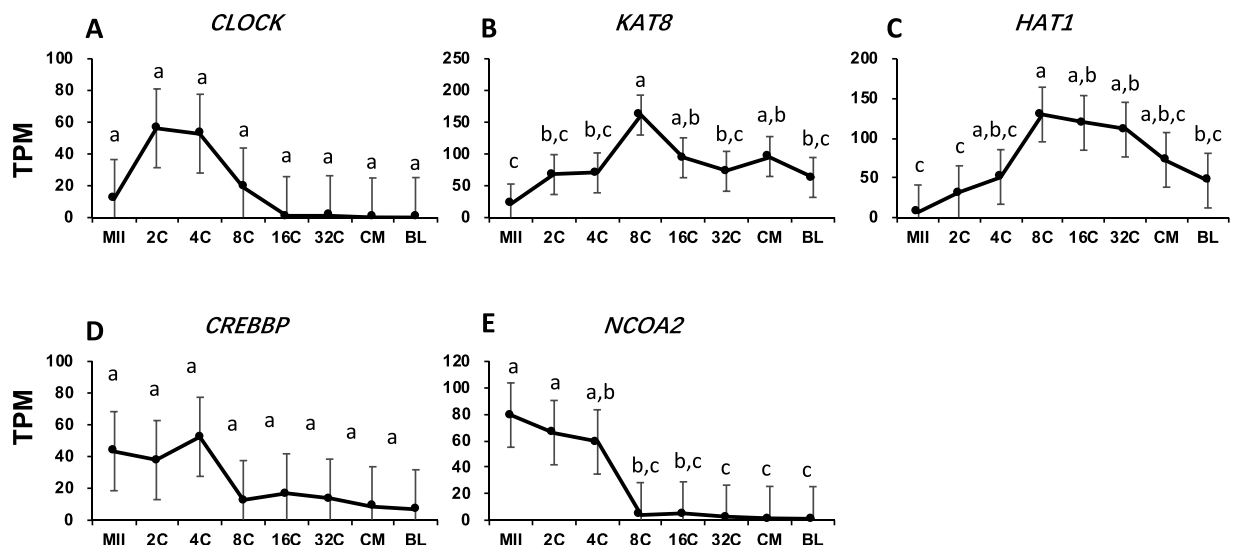 A CLOCK
B KAT8
C HAT1
100
80
60
40
20
0
TPM
a a a a a a a a
MII 2C 4C 8C 16C 32C CM BL
250
200
150
100
50
0
c b,c b,c a a,b b,c a,b b,c
MII 2C 4C 8C 16C 32C CM BL
200
150
100
50
0
c c a,b,c a a,b a,b a,b,c b,c
MII 2C 4C 8C 16C 32C CM BL
D CREBBP
E NCOA2
100
80
60
40
20
0
TPM
a a a a a a a a
MII 2C 4C 8C 16C 32C CM BL
120
100
80
60
40
20
0
a a a,b b,c b,c c c c
MII 2C 4C 8C 16C 32C CM BL